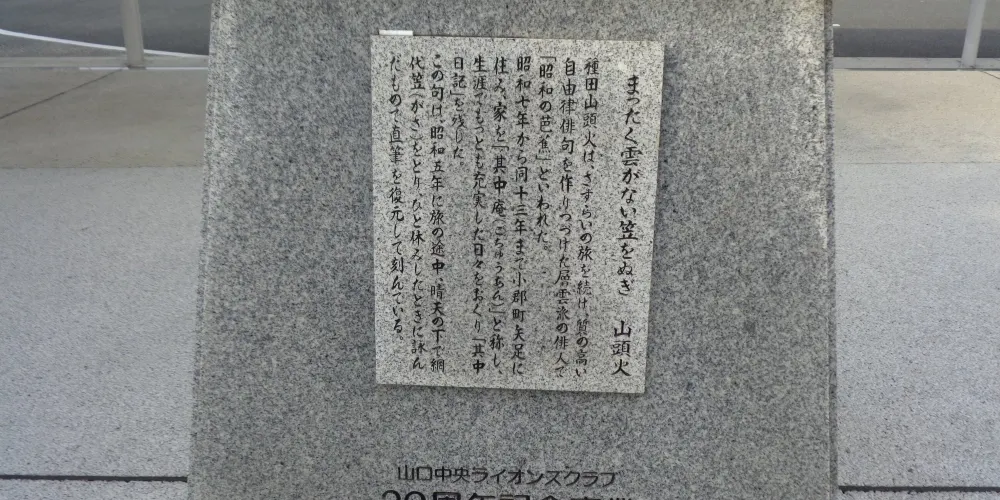 まったく雲がない笠をぬぎ　山頭火
種田山頭火は、さすらいの旅を続け、質の高い
自由律俳句を作りつづけた層雲派の俳人で
「昭和の芭蕉」といわれた。
昭和七年から同十三年まで小郡町矢足に
住み、家を「其中庵（ごちゅうあん）」と称し、
生涯でもっとも充実した日々をおくり「其中
日記」を残した。
この句は、昭和五年に旅の途中、晴天の下で網
代笠（がさ）をとり、ひと休みしたときに詠ん
だもので直筆を復元して刻んでいる。
山口中央ライオンズクラブ
周年記念事業